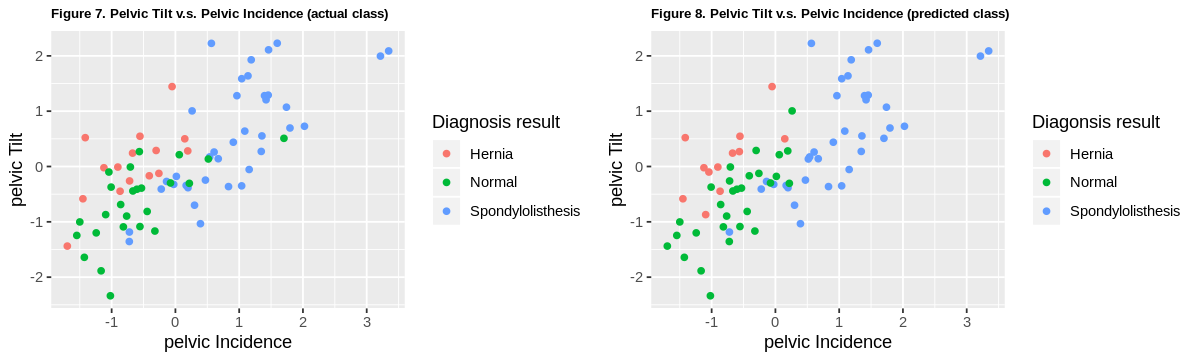 Figure 7. Pelvic Tilt v.s. Pelvic Incidence (actual class)
2
1
0
-1
-2
-1 0 1 2 3
pelvic Incidence
pelvic Tilt
Diagnosis result
Hernia
Normal
Spondylolisthesis
Figure 8. Pelvic Tilt v.s. Pelvic Incidence (predicted class)
2
1
0
-1
-2
-1 0 1 2 3
pelvic Incidence
pelvic Tilt
Diagonsis result
Hernia
Normal
Spondylolisthesis